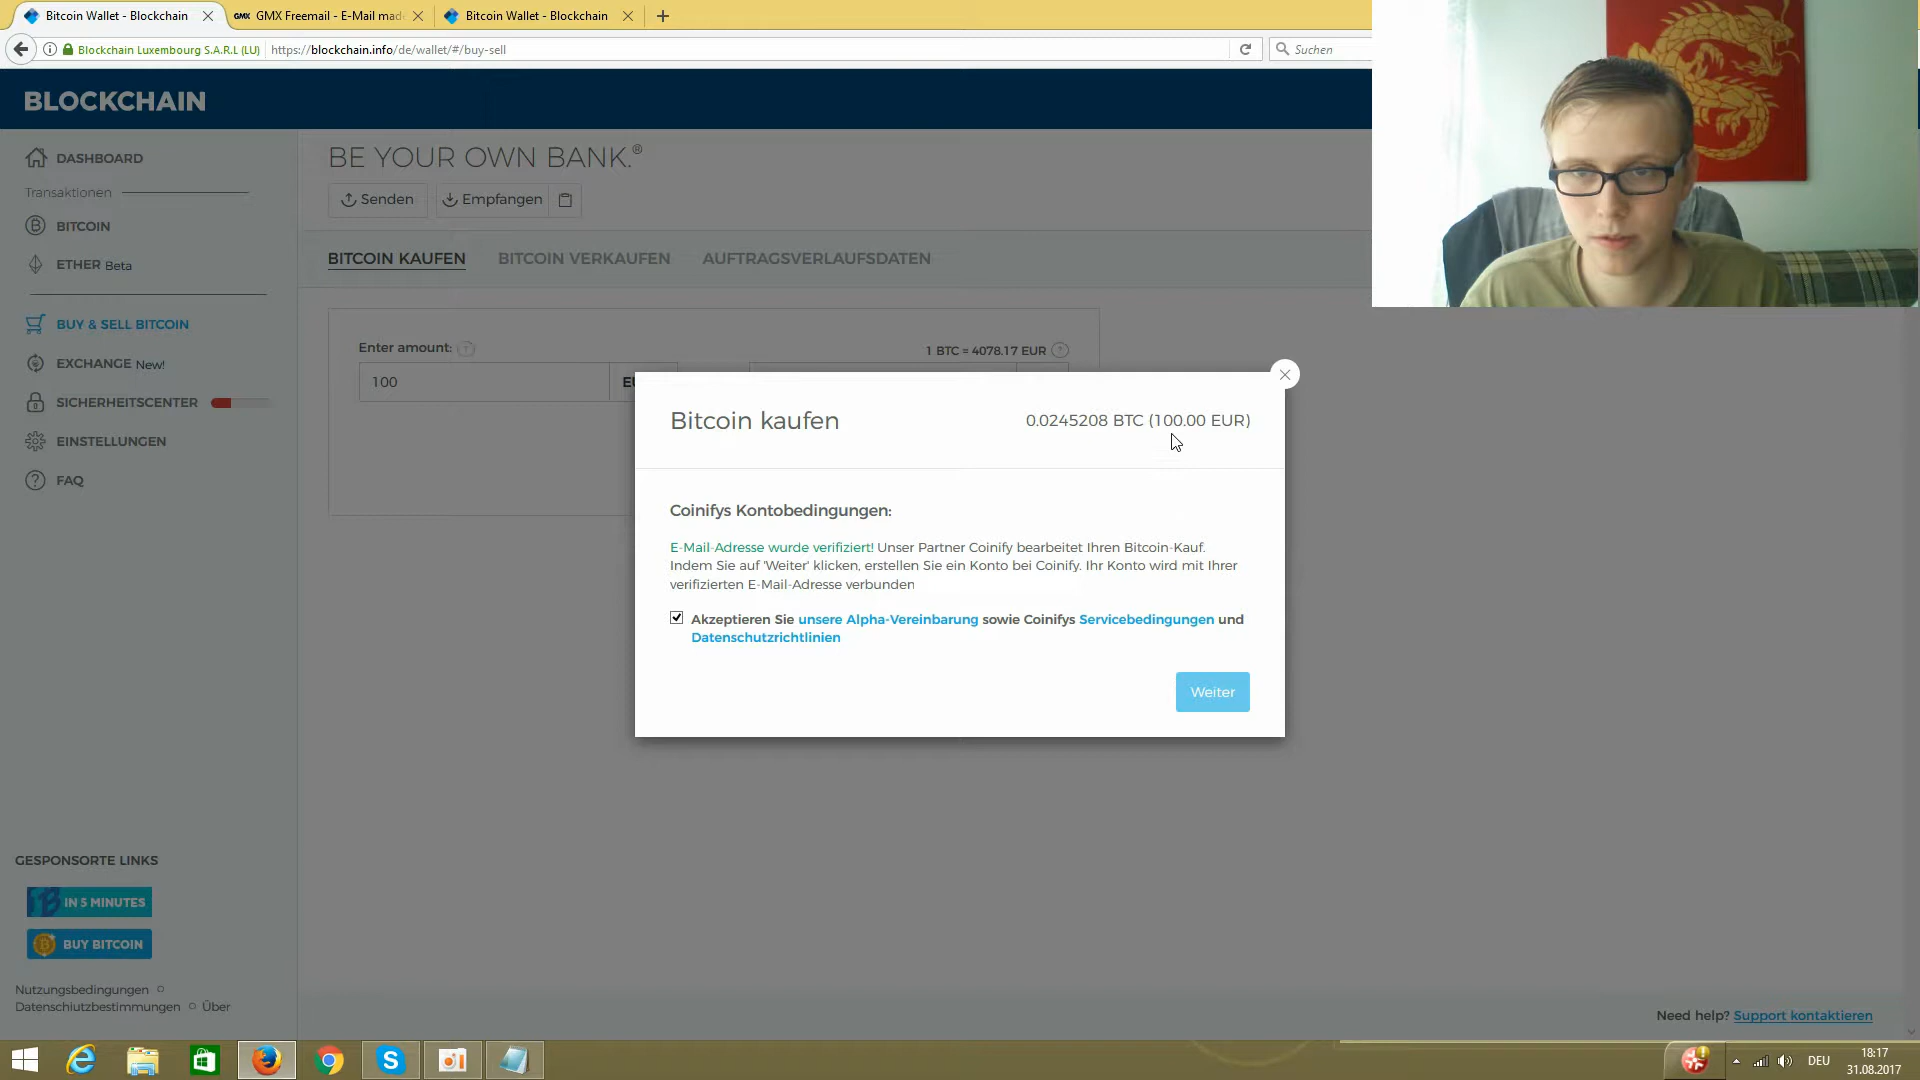 Bitcoin Wallet - Blockchain
GMX Freemail - E-Mail mad
Bitcoin Wallet - Blockchain
Blockchain Luxembourg S.A.R.L (LU)
https://blockchain.info/de/wallet/#/buy-sell
Suchen
BLOCKCHAIN
DASHBOARD
Transaktionen
BITCOIN
ETHER Beta
BUY & SELL BITCOIN
EXCHANGE New!
SICHERHEITSCENTER
EINSTELLUNGEN
FAQ
GESPONSORTE LINKS
IN 5 MINUTES
BUY BITCOIN
Nutzungsbedingungen
Datenschutzbestimmungen Über
BE YOUR OWN BANK.®
Senden
Empfangen
BITCOIN KAUFEN
BITCOIN VERKAUFEN
AUFTRAGSVERLAUFSDATEN
Enter amount:
1 BTC = 4078.17 EUR
100
Bitcoin kaufen
0.0245208 BTC (100.00 EUR)
Coinifys Kontobedingungen:
E-Mail-Adresse wurde verifiziert! Unser Partner Coinify bearbeitet Ihren Bitcoin-Kauf.
Indem Sie auf 'Weiter' klicken, erstellen Sie ein Konto bei Coinify. Ihr Konto wird mit Ihrer
verifizierten E-Mail-Adresse verbunden
Akzeptieren Sie unsere Alpha-Vereinbarung sowie Coinifys Servicebedingungen und
Datenschutzrichtlinien
Weiter
Need help? Support kontaktieren
DEU
18:17
31.08.2017